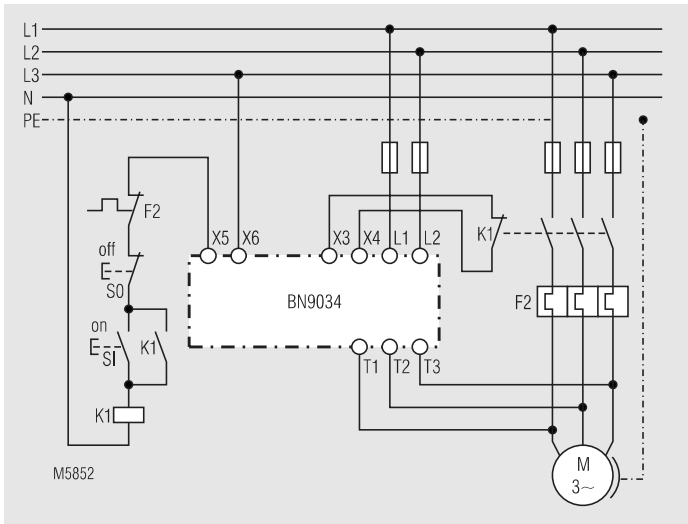 L1
L2
L3
N
PE
F2
X5 X6 X3 X4 L1 L2
K1
off
S0
BN9034
F2
on
SI
K1
T1 T2 T3
K1
M5852
M
3~